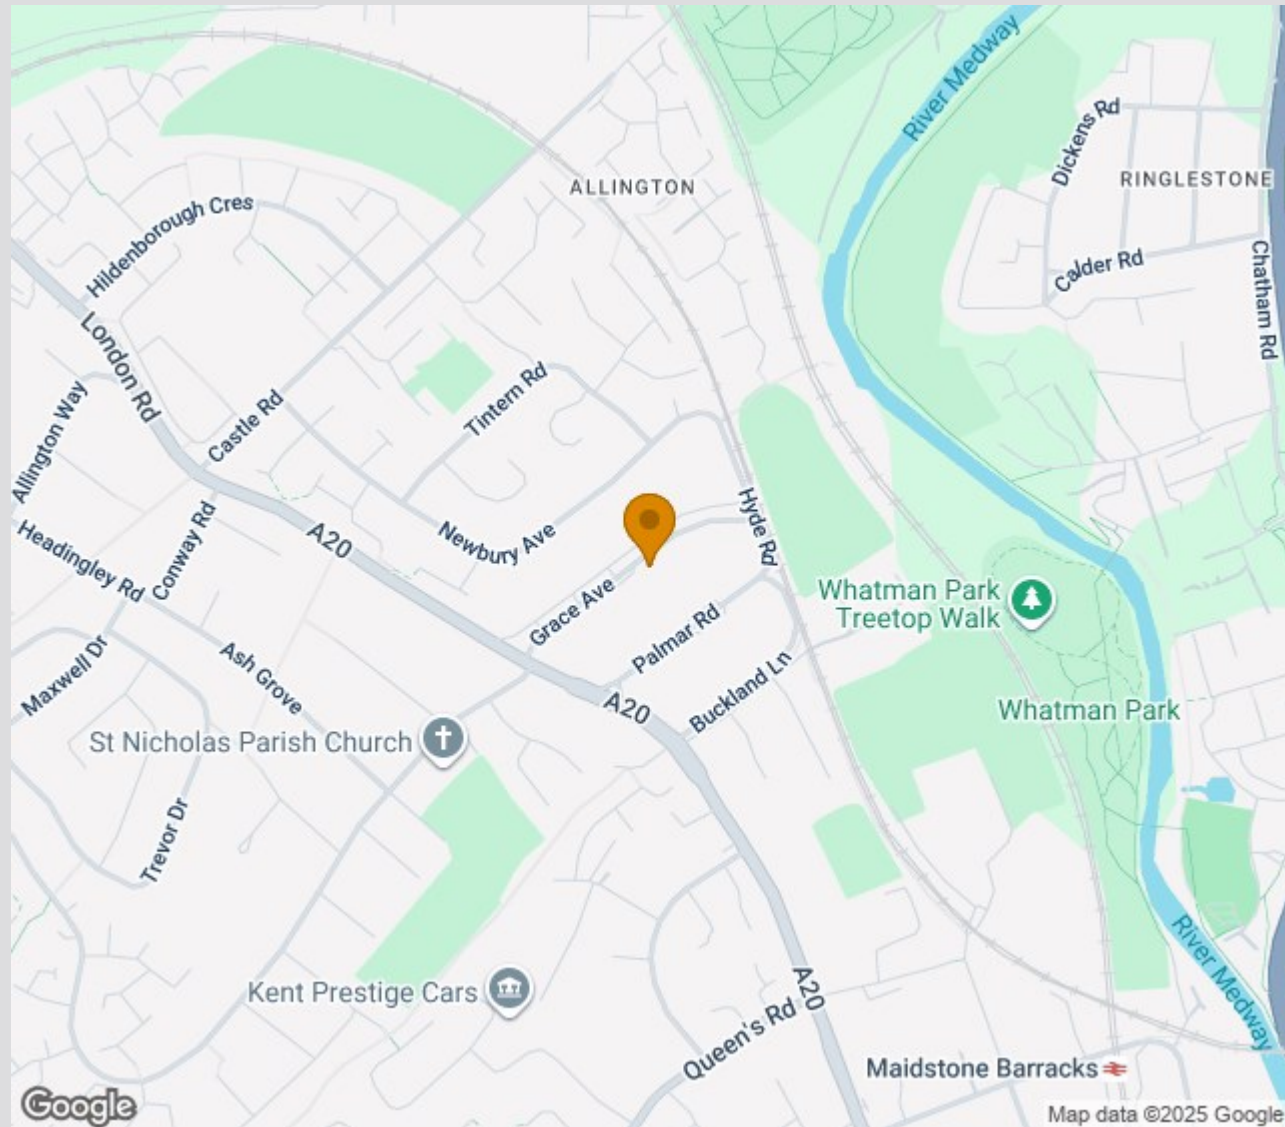 River Medway
Dickens Rd
RINGLESTONE
ALLINGTON
Hildenborough Cres
Calder Rd
Chatham Rd
London Rd
Tintern Rd
Castle Rd
Allington Way
Conway Rd
A20
Newbury Ave
Hyde Rd
Headingley Rd
Whatman Park
Treetop Walk
Grace Ave
Palmar Rd
Maxwell Dr
Ash Grove
Buckland Ln
A20
Whatman Park
St Nicholas Parish Church
Trevor Dr
Kent Prestige Cars
A20
River Medway
Queen's Rd
Maidstone Barracks
Google
Map data ©2025 Google